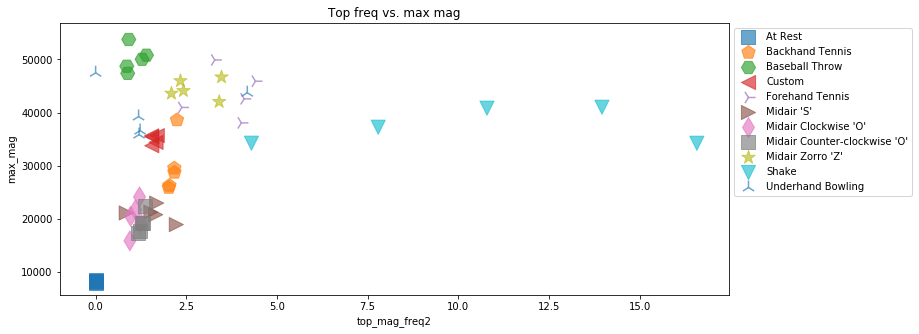 Top freq vs. max mag
50000
40000
30000
20000
10000
max_mag
0.0 2.5 5.0 7.5 10.0 12.5 15.0
top_mag_freq2
At Rest
Backhand Tennis
Baseball Throw
Custom
Forehand Tennis
Midair 'S'
Midair Clockwise 'O'
Midair Counter-clockwise 'O'
Midair Zorro 'Z'
Shake
Underhand Bowling